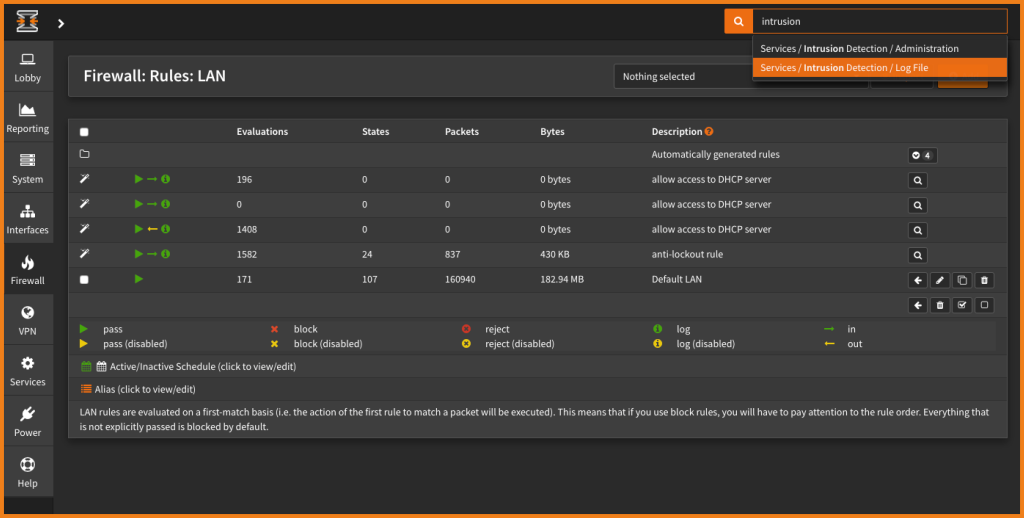 intrusion
Services / Intrusion Detection / Administration
Services / Intrusion Detection / Log File
Lobby
Reporting
System
Interfaces
Firewall
VPN
Services
Power
Help
Firewall: Rules: LAN
Nothing selected
Evaluations States Packets Bytes Description
Automatically generated rules 4
196 0 0 0 bytes allow access to DHCP server
0 0 0 0 bytes allow access to DHCP server
1408 0 0 0 bytes allow access to DHCP server
1582 24 837 430 KB anti-lockout rule
171 107 160940 182.94 MB Default LAN
pass block reject log in
pass (disabled) block (disabled) reject (disabled) log (disabled) out
Active/Inactive Schedule (click to view/edit)
Alias (click to view/edit)
LAN rules are evaluated on a first-match basis (i.e. the action of the first rule to match a packet will be executed). This means that if you use block rules, you will have to pay attention to the rule order. Everything that
is not explicitly passed is blocked by default.